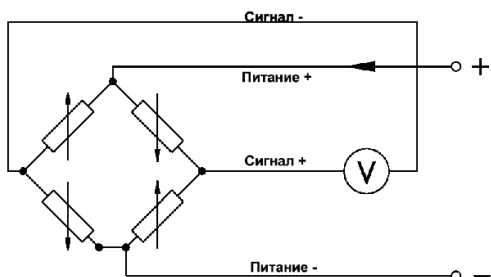 Сигнал -
Питание +
+
Сигнал +
V
Питание -
-